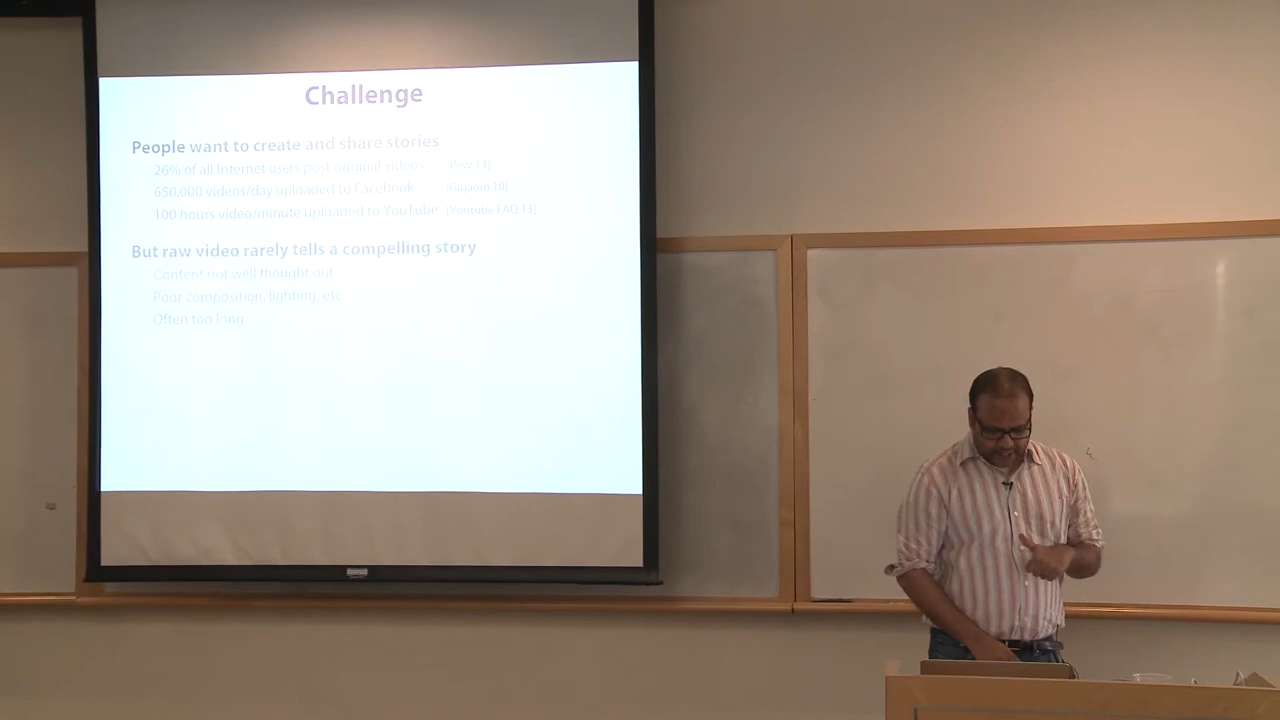 Challenge
People want to create and share stories
26% of all Internet users post original videos [Pew 13]
650,000 videos/day uploaded to Facebook [Gigaom 10]
100 hours video/minute uploaded to YouTube [Youtube FAQ 13]
But raw video rarely tells a compelling story
Content not well thought out
Poor composition, lighting, etc.
Often too long